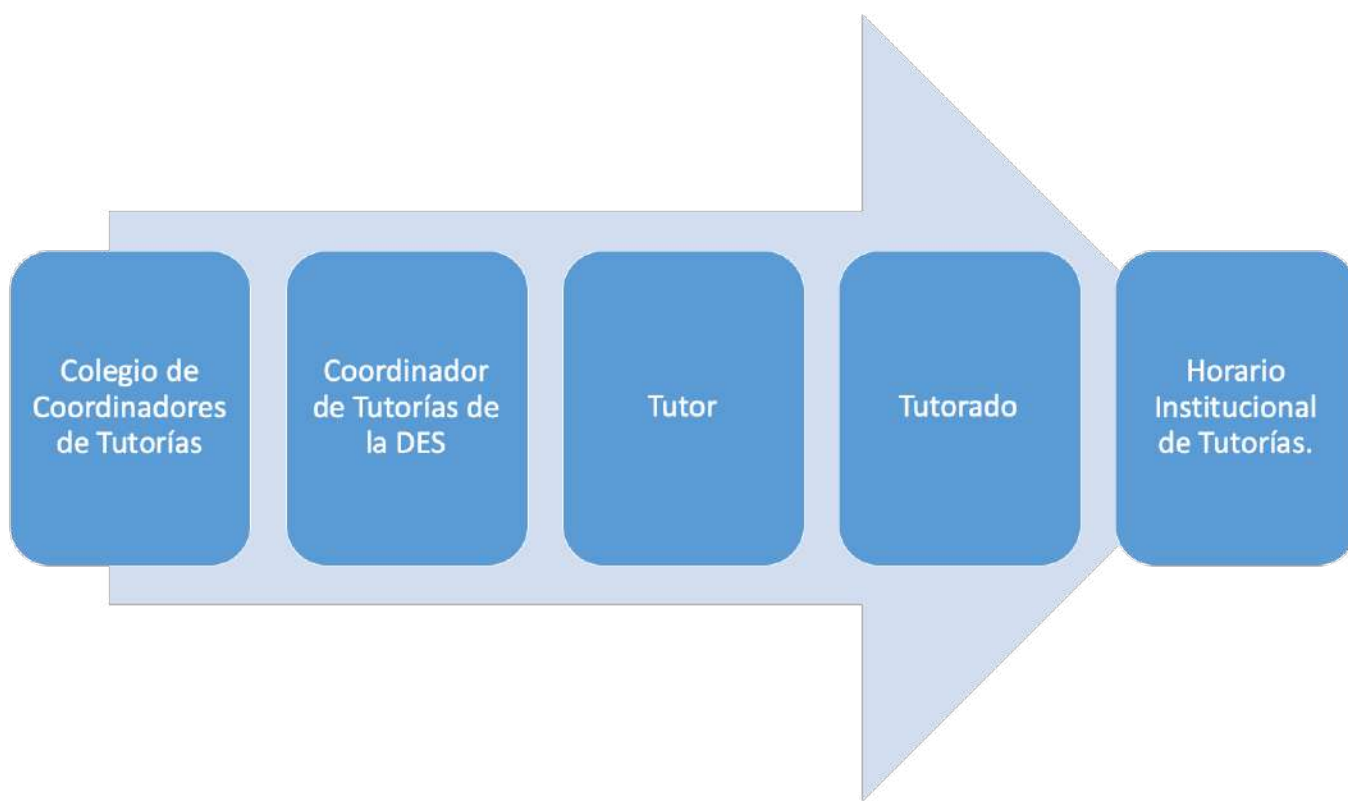 Colegio de
Coordinadores
de Tutorías
Coordinador
de Tutorías de
la DES
Tutor
Tutorado
Horario
Institucional
de Tutorías.